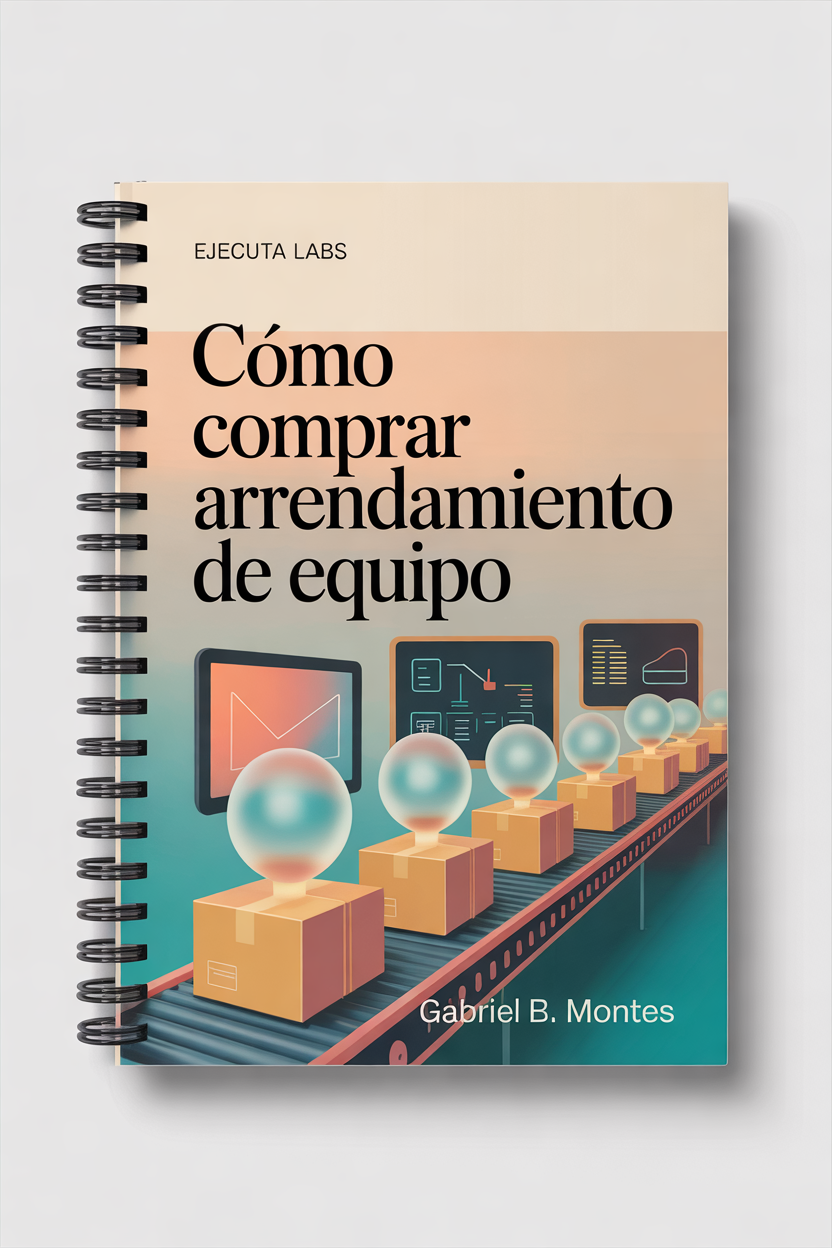 EJECUTA LABS
Cómo
comprar
arrendamiento
de equipo
Gabriel B. Montes